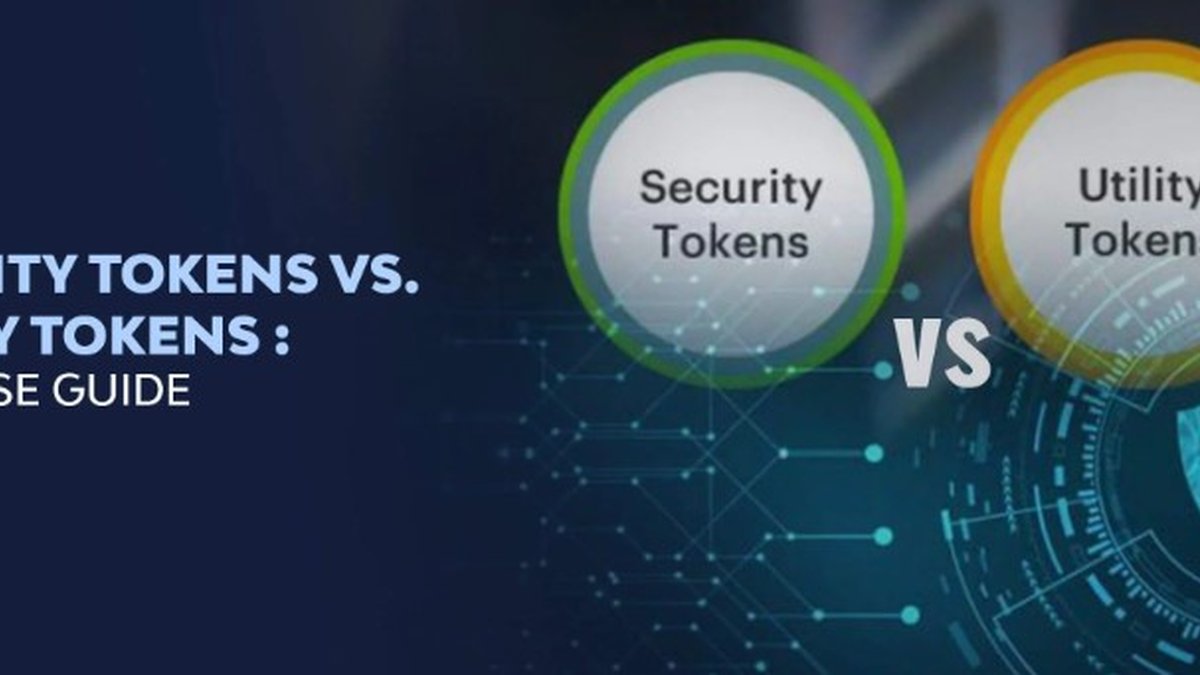 ITY TOKENS VS.
Y TOKENS :
SE GUIDE
Security
Tokens
VS
Utility
Token